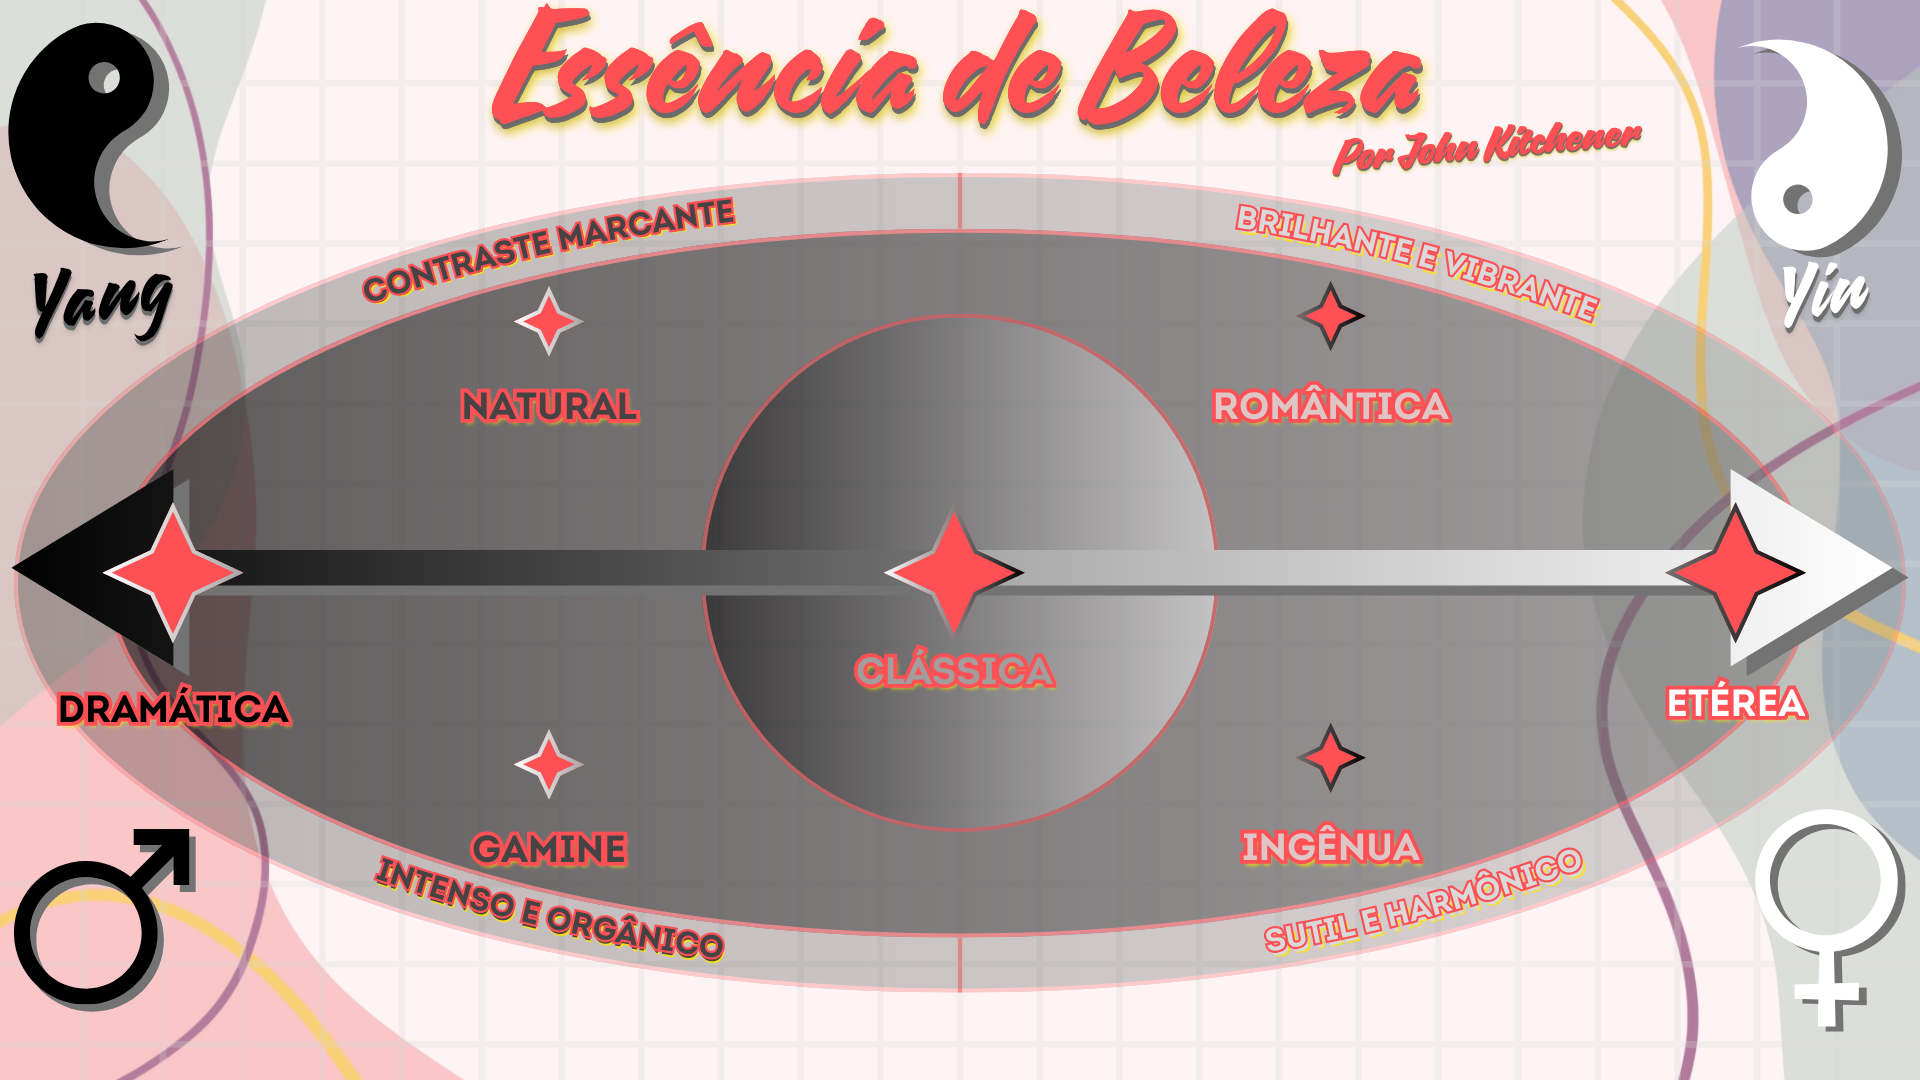 Essência de Beleza
Por John Kitchener
Yang
Yin
CONTRASTE MARCANTE
BRILHANTE E VIBRANTE
NATURAL
ROMÂNTICA
CLÁSSICA
DRAMÁTICA
ETÉREA
GAMINE
INGÊNUA
INTENSO E ORGÂNICO
SUTIL E HARMÔNICO